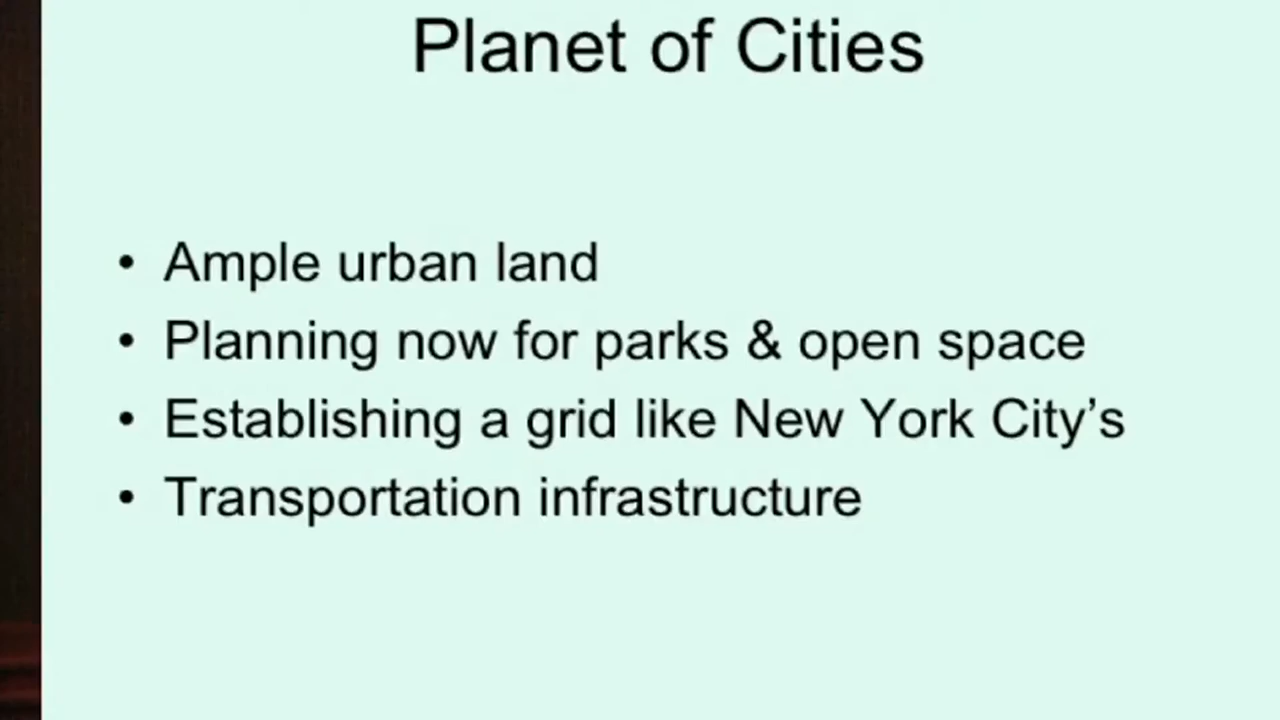 Planet of Cities
• Ample urban land
• Planning now for parks & open space
• Establishing a grid like New York City’s
• Transportation infrastructure